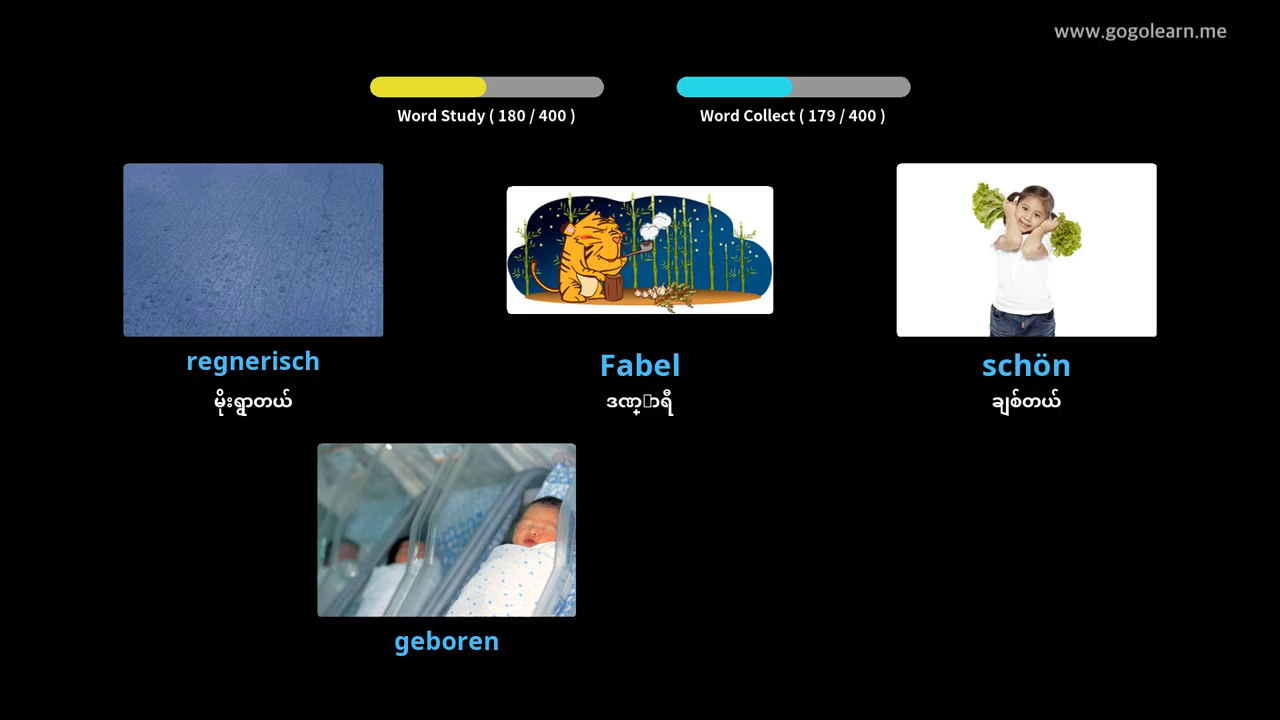 www.gogolearn.me
Word Study ( 180 / 400 )
Word Collect ( 179 / 400 )
regnerisch
Fabel
schön
မိုးရွာတယ်
ချစ်တယ်
geboren